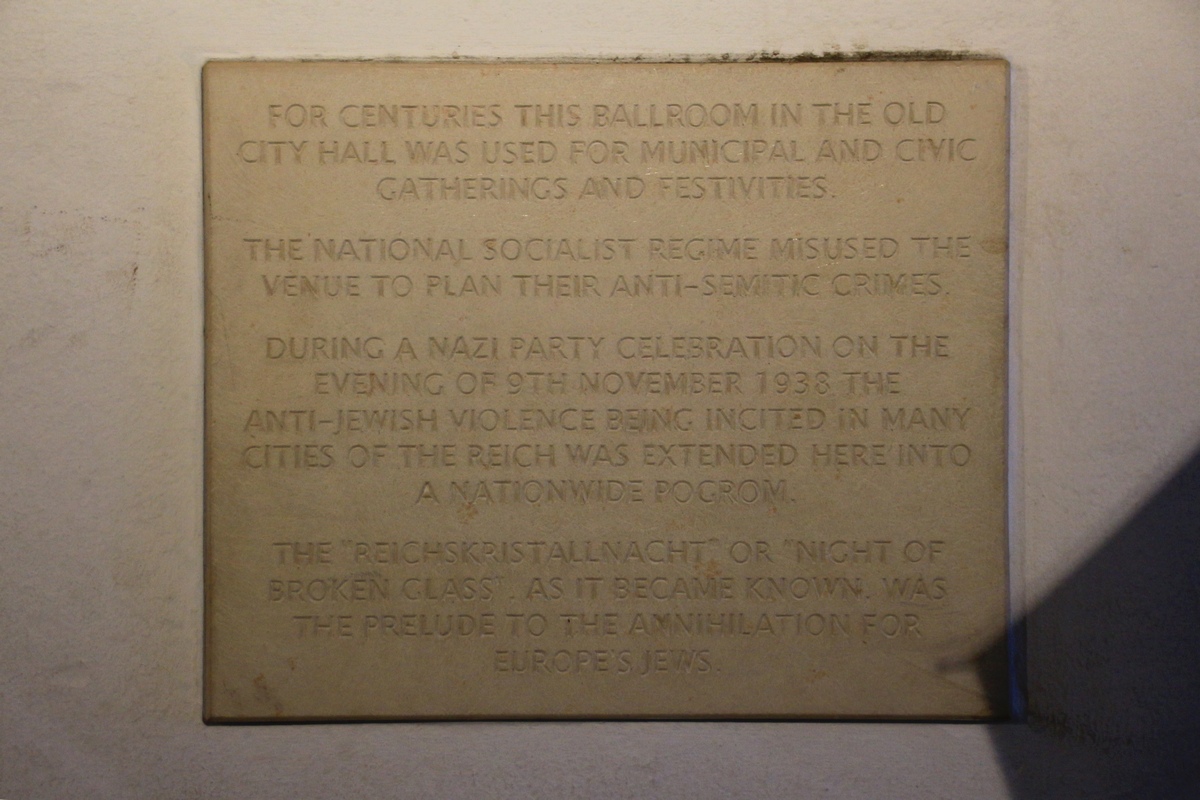 FOR CENTURIES THIS BALLROOM IN THE OLD
CITY HALL WAS USED FOR MUNICIPAL AND CIVIC
GATHERINGS AND FESTIVITIES.
THE NATIONAL SOCIALIST REGIME MISUSED THE
VENUE TO PLAN THEIR ANTI-SEMITIC CRIMES.
DURING A NAZI PARTY CELEBRATION ON THE
EVENING OF 9TH NOVEMBER 1938 THE
ANTI-JEWISH VIOLENCE BEING INCITED IN MANY
CITIES OF THE REICH WAS EXTENDED HERE INTO
A NATIONWIDE POGROM.
THE "REICHSKRISTALLNACHT" OR "NIGHT OF
BROKEN GLASS", AS IT BECAME KNOWN, WAS
THE PRELUDE TO THE ANNIHILATION FOR
EUROPE'S JEWS.